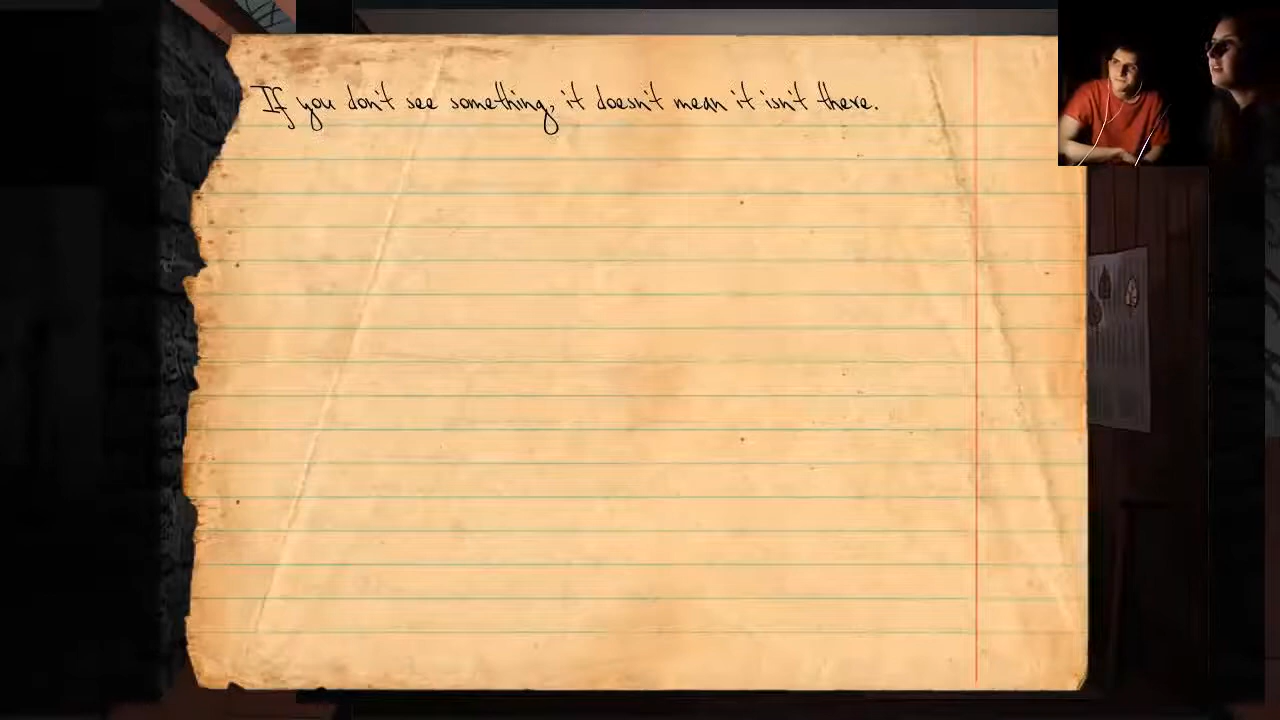 If you don't see something, it doesn't mean it isn't there.